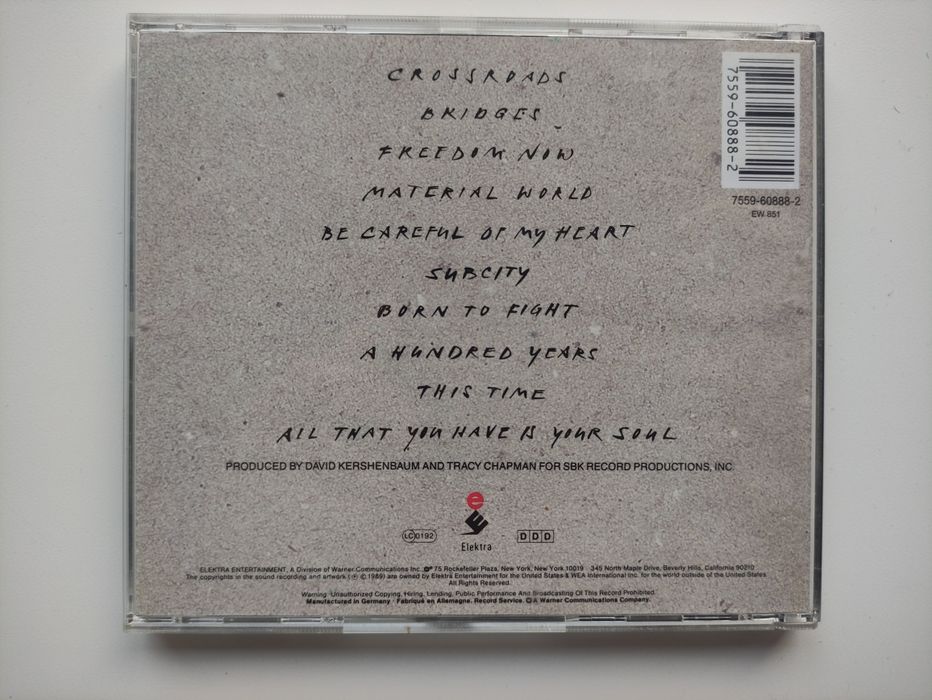 CROSSROADS
BRIDGES
FREEDOM NOW
MATERIAL WORLD
BE CAREFUL OF MY HEART
SUBCITY
BORN TO FIGHT
A HUNDRED YEARS
THIS TIME
ALL THAT YOU HAVE IS YOUR SOUL
7559-60888-2
7559-60888-2
EW 851
PRODUCED BY DAVID KERSHENBAUM AND TRACY CHAPMAN FOR SBK RECORD PRODUCTIONS, INC.
e
E
LC 0192
Elektra
DDD
ELEKTRA ENTERTAINMENT, A Division of Warner Communications Inc. 75 Rockefeller Plaza, New York, New York 10019 · 345 North Maple Drive, Beverly Hills, California 90210
The copyrights in the sound recording and artwork (℗ © 1989) are owned by Elektra Entertainment for the United States & WEA International Inc. for the world outside of the United States.
All Rights Reserved.
Warning: Unauthorized Copying, Hiring, Lending, Public Performance And Broadcasting Of This Record Prohibited.
Manufactured in Germany · Fabriqué en Allemagne. Record Service. A Warner Communications Company.